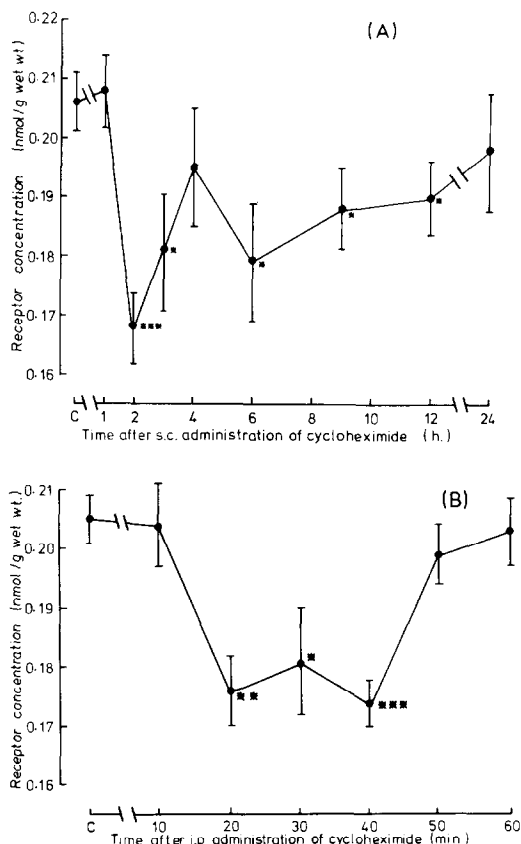 (A)
Receptor concentration (nmol/g wet wt)
0·22
0·21
0·20
0·19
0·18
0·17
0·16
***
*
*
*
*
C 1 2 4 6 8 10 12 24
Time after s.c. administration of cycloheximide (h.)
(B)
Receptor concentration (nmol/g wet wt.)
0·21
0·20
0·19
0·18
0·17
0·16
**
*
***
C 10 20 30 40 50 60
Time after i.p administration of cycloheximide (min.)